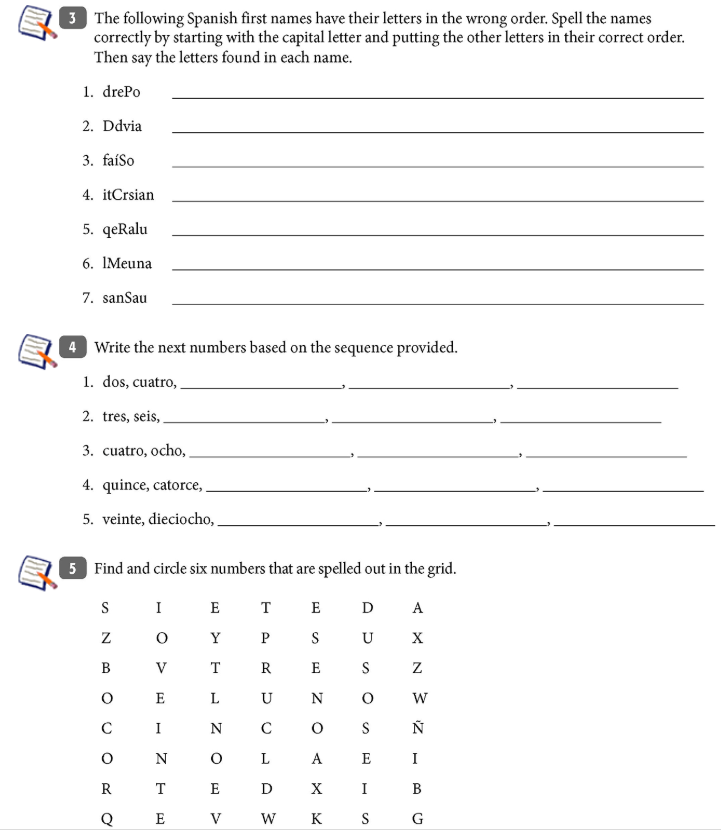 3 The following Spanish first names have their letters in the wrong order. Spell the names
correctly by starting with the capital letter and putting the other letters in their correct order.
Then say the letters found in each name.
1. drePo
2. Ddvia
3. faíSo
4. itCrsian
5. qeRalu
6. lMeuna
7. sanSau
4 Write the next numbers based on the sequence provided.
1. dos, cuatro, , ,
2. tres, seis, , ,
3. cuatro, ocho, , ,
4. quince, catorce, , ,
5. veinte, dieciocho, , ,
5 Find and circle six numbers that are spelled out in the grid.
S I E T E D A
Z O Y P S U X
B V T R E S Z
O E L U N O W
C I N C O S Ñ
O N O L A E I
R T E D X I B
Q E V W K S G